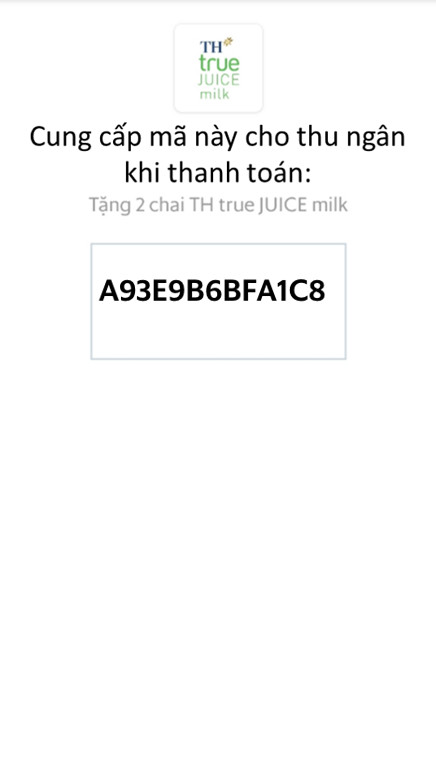 TH
true
JUICE
milk
Cung cấp mã này cho thu ngân
khi thanh toán:
Tặng 2 chai TH true JUICE milk
A93E9B6BFA1C8